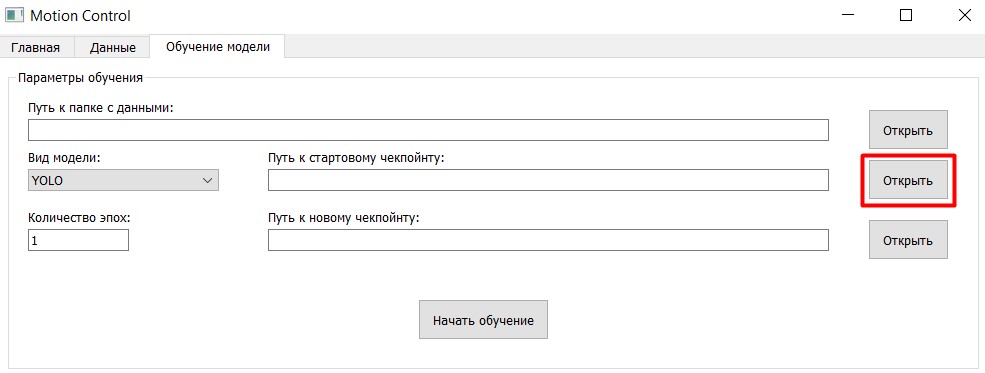 Motion Control
Главная Данные Обучение модели
Параметры обучения
Путь к папке с данными:
Открыть
Вид модели: Путь к стартовому чекпойнту:
YOLO Открыть
Количество эпох: Путь к новому чекпойнту:
1 Открыть
Начать обучение